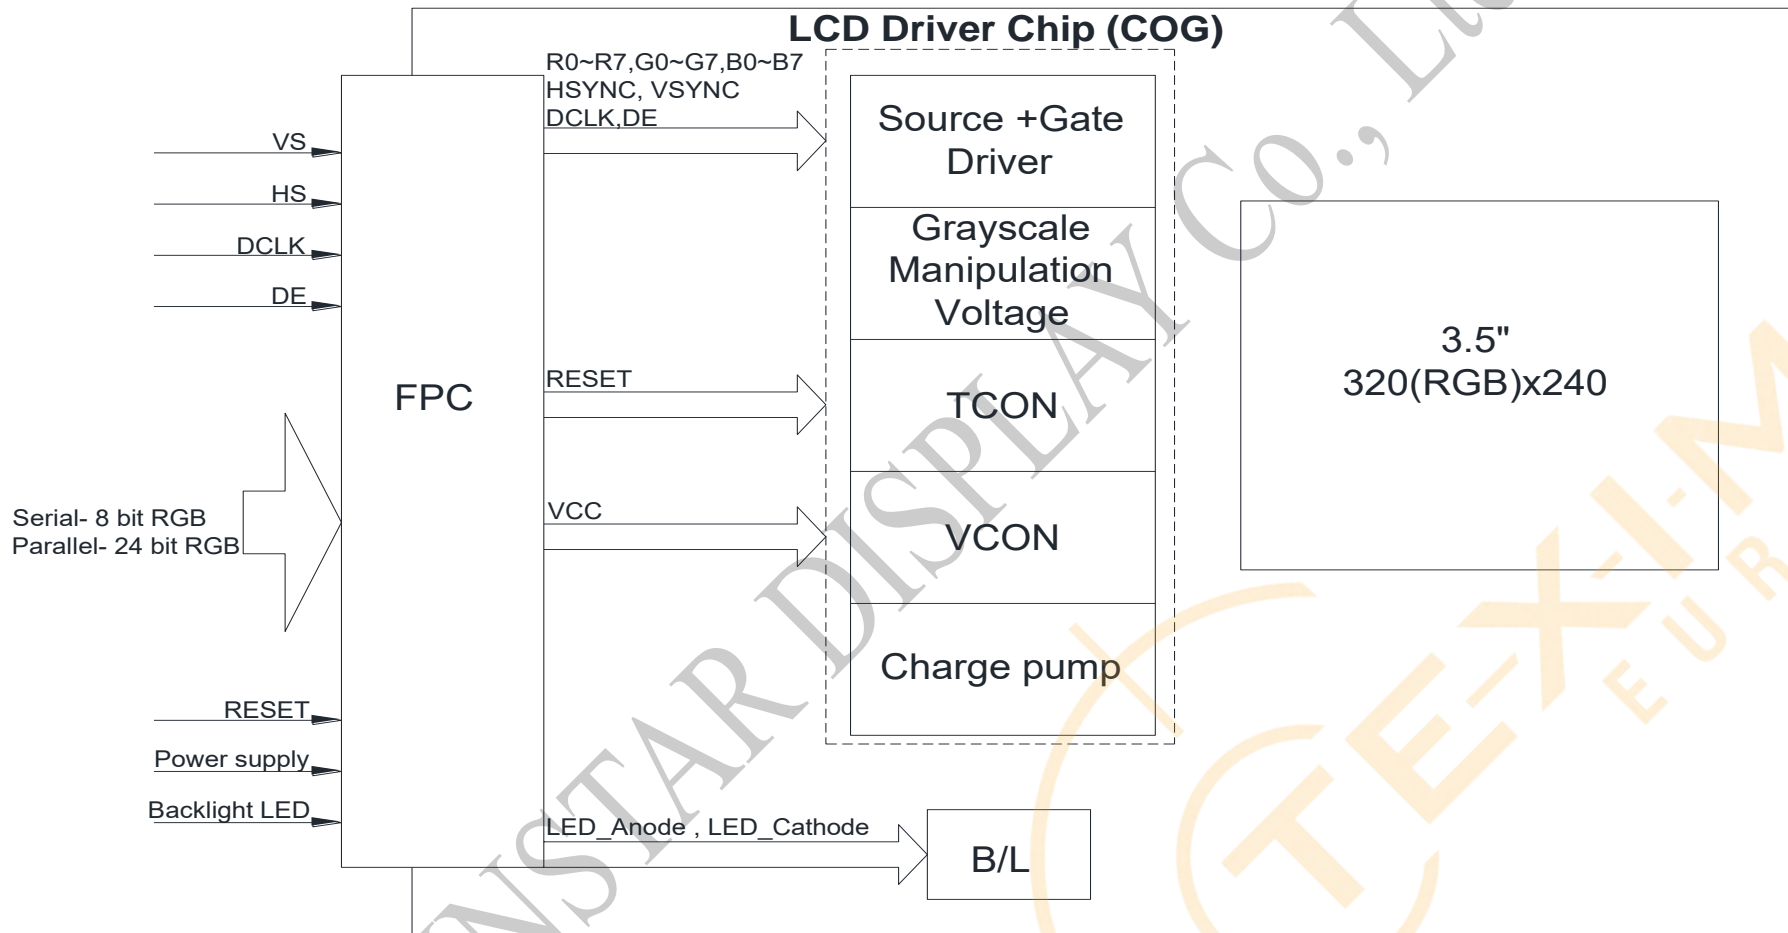 LCD Driver Chip (COG)
R0~R7,G0~G7,B0~B7
HSYNC, VSYNC
DCLK,DE
VS
HS
DCLK
DE
Serial- 8 bit RGB
Parallel- 24 bit RGB
RESET
Power supply
Backlight LED
FPC
RESET
VCC
LED_Anode , LED_Cathode
Source +Gate
Driver
Grayscale
Manipulation
Voltage
TCON
VCON
Charge pump
B/L
3.5"
320(RGB)x240
DISPLAY Co.,